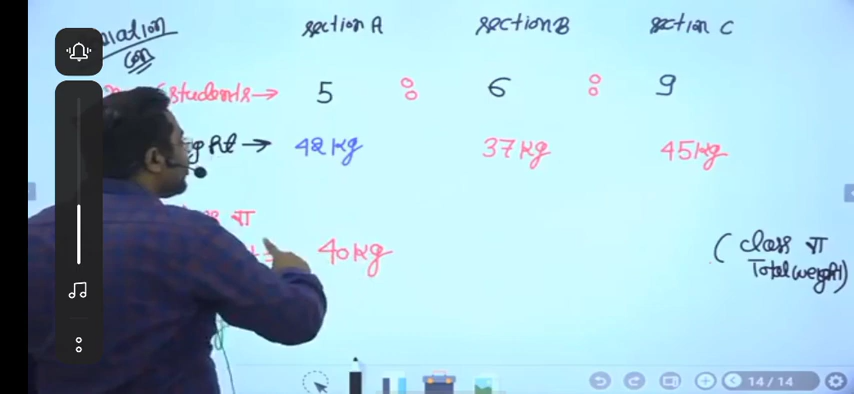 section A section B section C
students → 5 : 6 : 9
→ 42 kg 37 kg 45 kg
का
40 kg
(class का
Total weight)
14 / 14